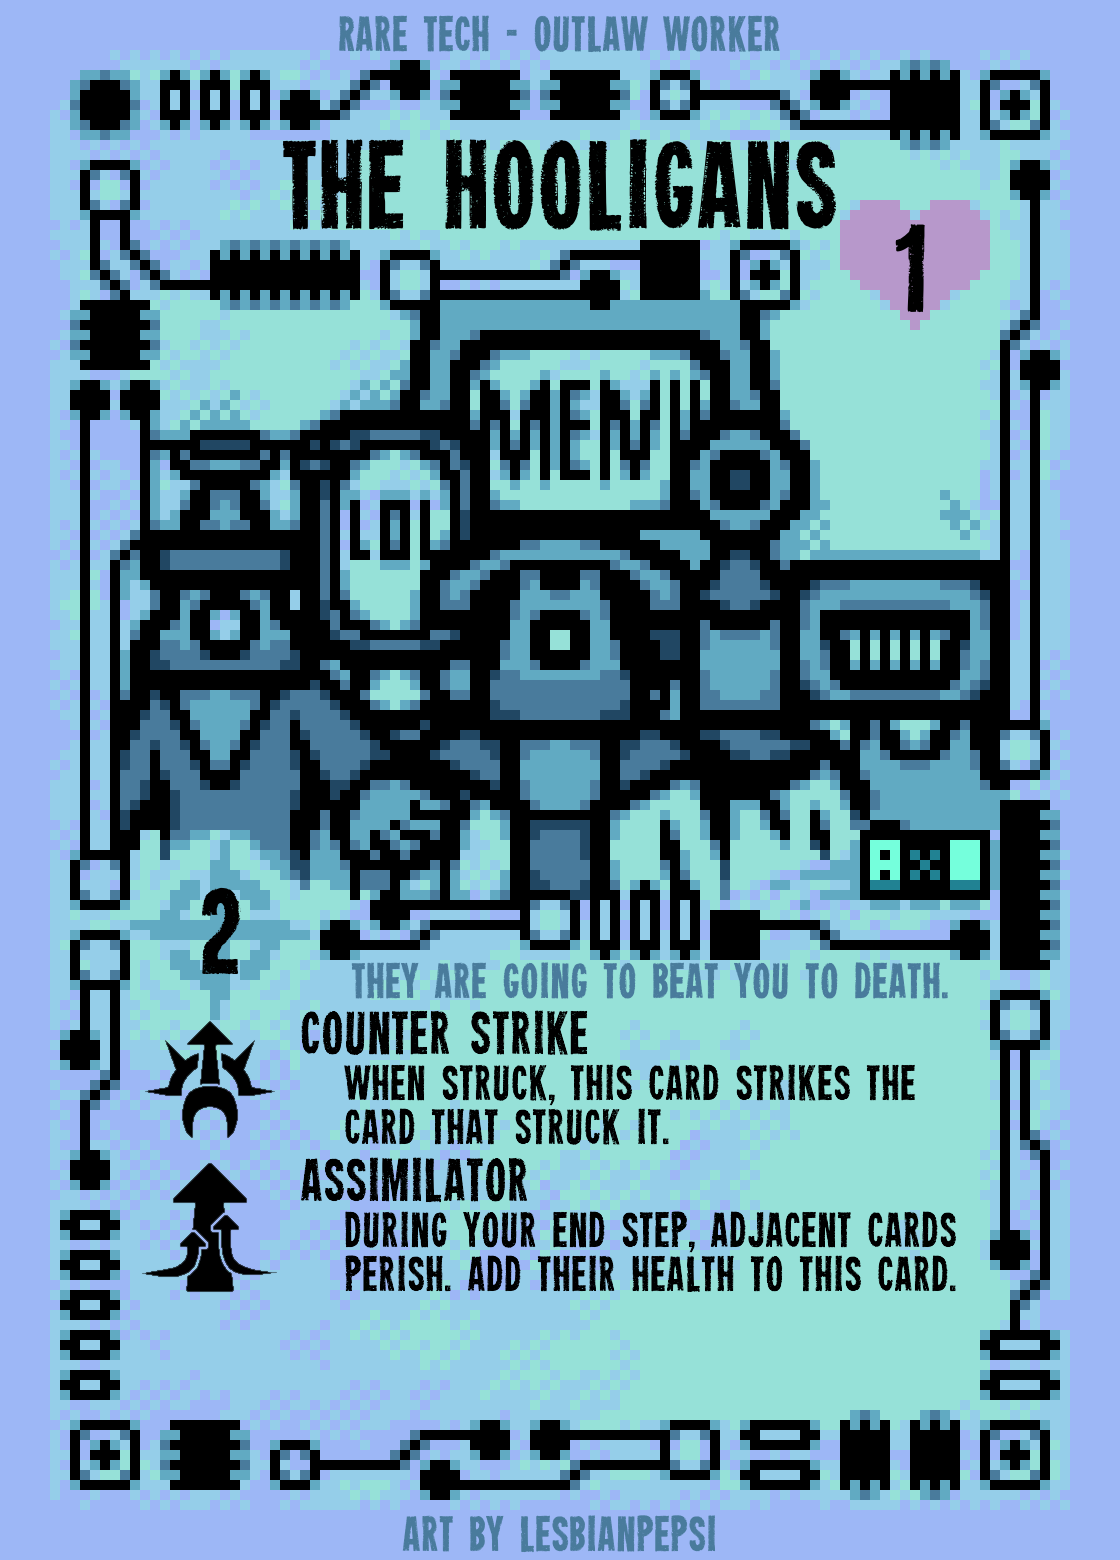 RARE TECH - OUTLAW WORKER
THE HOOLIGANS
1
MENU
LOL
A
2
THEY ARE GOING TO BEAT YOU TO DEATH.
COUNTER STRIKE
WHEN STRUCK, THIS CARD STRIKES THE
CARD THAT STRUCK IT.
ASSIMILATOR
DURING YOUR END STEP, ADJACENT CARDS
PERISH. ADD THEIR HEALTH TO THIS CARD.
ART BY LESBIANPEPSI